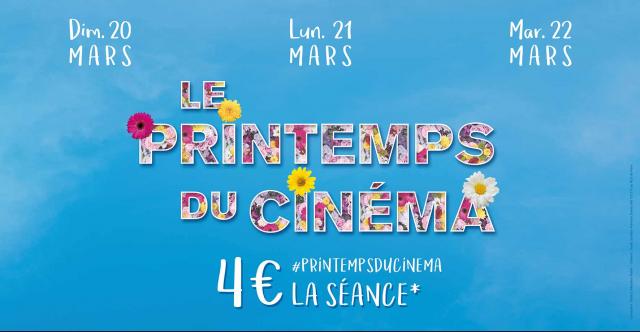 Dim. 20
MARS
Lun. 21
MARS
Mar. 22
MARS
LE
PRINTEMPS
DU CINÉMA
4€
#PRINTEMPSDUCINEMA
LA SÉANCE*